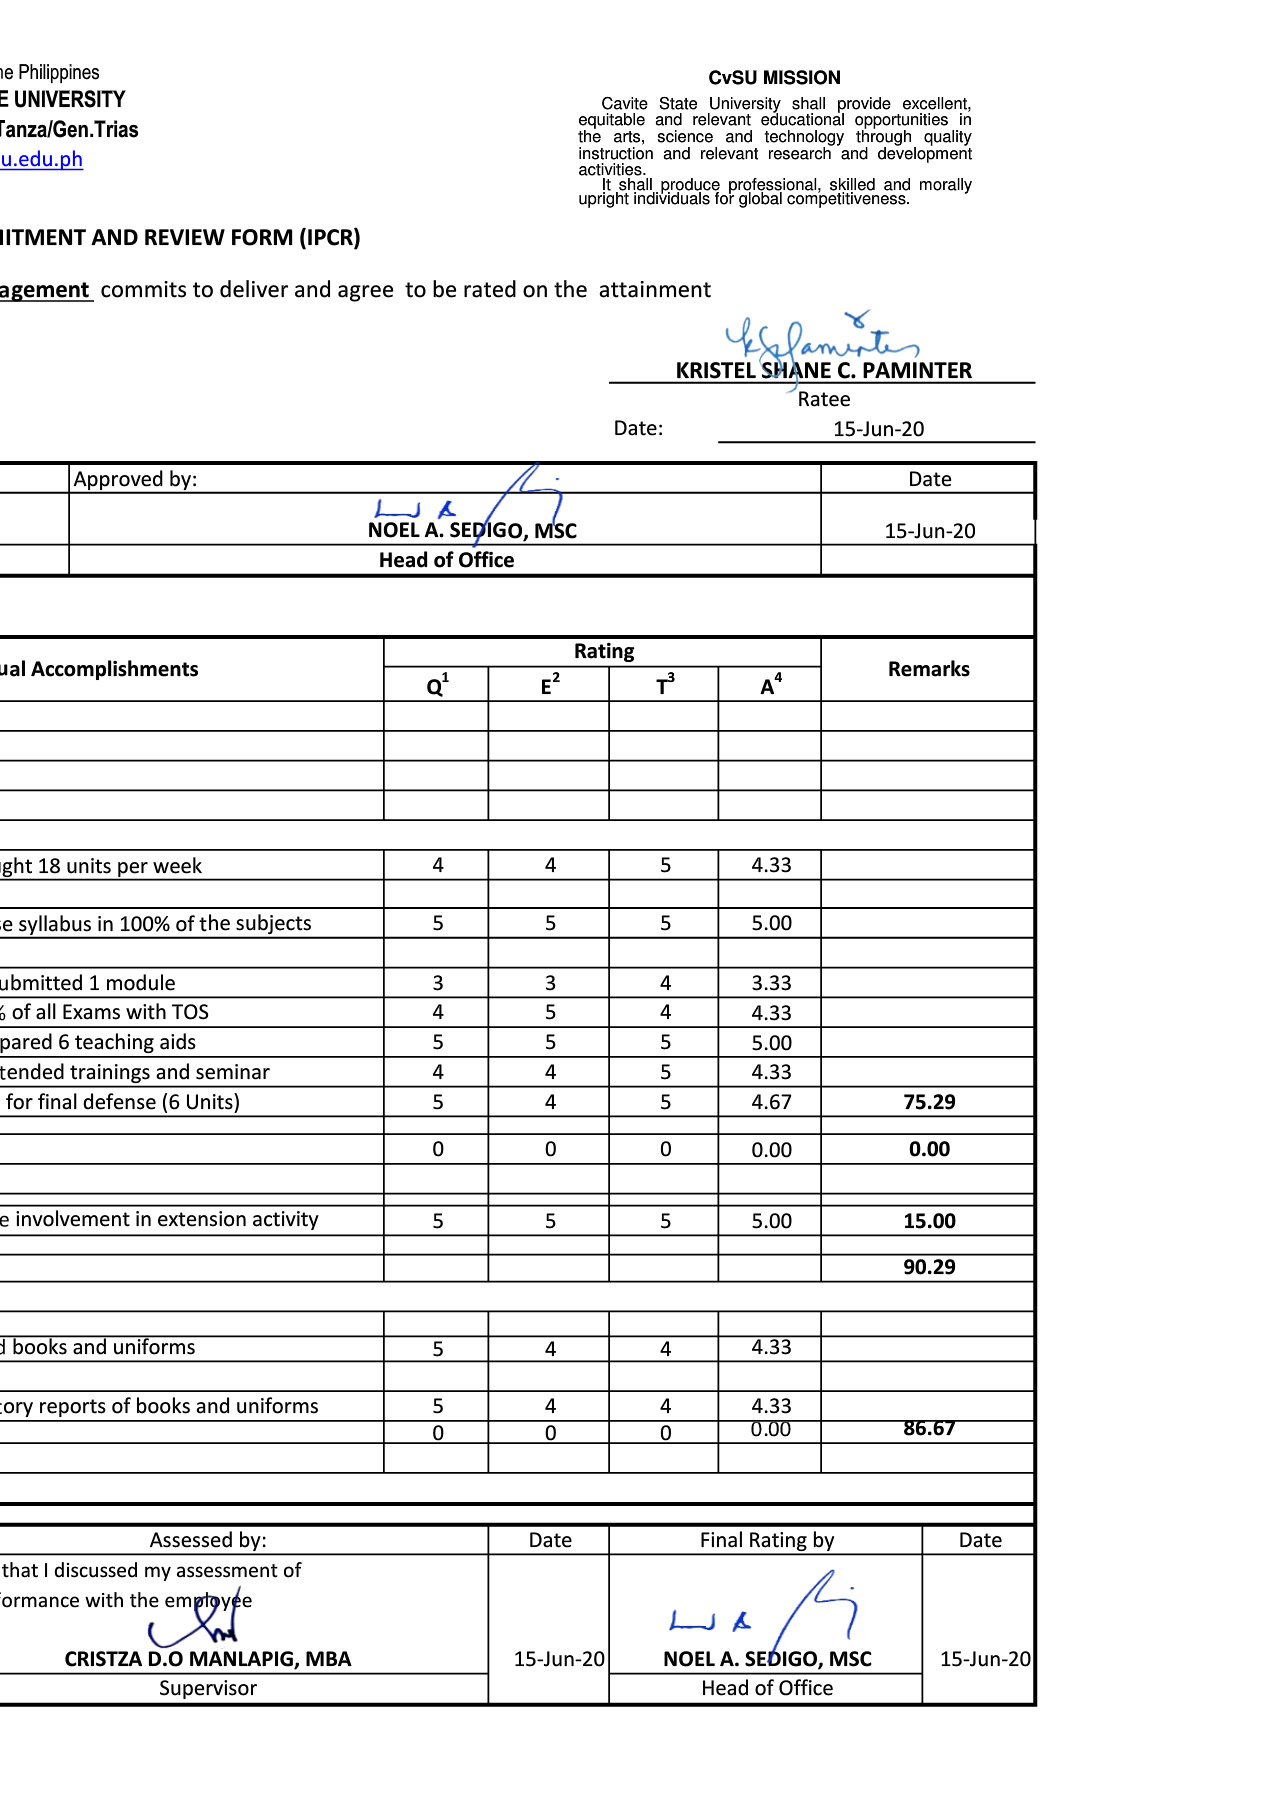 ne Philippines
E UNIVERSITY
Tanza/Gen.Trias
u.edu.ph
CvSU MISSION
Cavite State University shall provide excellent,
equitable and relevant educational opportunities in
the arts, science and technology through quality
instruction and relevant research and development
activities.
It shall produce professional, skilled and morally
upright individuals for global competitiveness.
MITMENT AND REVIEW FORM (IPCR)
agement commits to deliver and agree to be rated on the attainment
KRISTEL SHANE C. PAMINTER
Ratee
Date: 15-Jun-20
Approved by: Date
NOEL A. SEDIGO, MSC 15-Jun-20
Head of Office
ual Accomplishments Rating Remarks
Q1 E2 T3 A4
ght 18 units per week 4 4 5 4.33
e syllabus in 100% of the subjects 5 5 5 5.00
ubmitted 1 module 3 3 4 3.33
% of all Exams with TOS 4 5 4 4.33
pared 6 teaching aids 5 5 5 5.00
tended trainings and seminar 4 4 5 4.33
for final defense (6 Units) 5 4 5 4.67 75.29
0 0 0 0.00 0.00
e involvement in extension activity 5 5 5 5.00 15.00
90.29
d books and uniforms 5 4 4 4.33
tory reports of books and uniforms 5 4 4 4.33
0 0 0 0.00 86.67
Assessed by: Date Final Rating by Date
that I discussed my assessment of
formance with the employee
CRISTZA D.O MANLAPIG, MBA 15-Jun-20 NOEL A. SEDIGO, MSC 15-Jun-20
Supervisor Head of Office